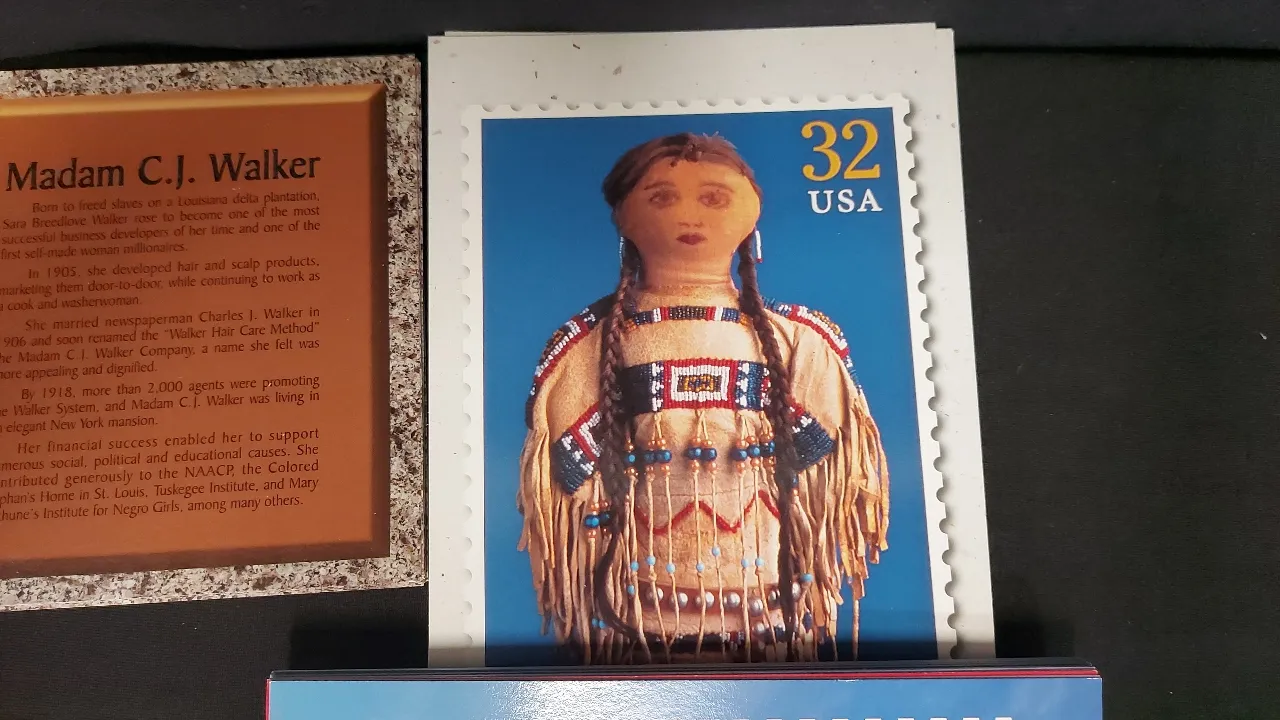 Madam C.J. Walker
Born to freed slaves on a Louisiana delta plantation,
Sara Breedlove Walker rose to become one of the most
successful business developers of her time and one of the
first self-made woman millionaires.
In 1905, she developed hair and scalp products,
marketing them door-to-door, while continuing to work as
a cook and washerwoman.
She married newspaperman Charles J. Walker in
906 and soon renamed the "Walker Hair Care Method"
he Madam C.J. Walker Company, a name she felt was
more appealing and dignified.
By 1918, more than 2,000 agents were promoting
e Walker System, and Madam C.J. Walker was living in
elegant New York mansion.
Her financial success enabled her to support
merous social, political and educational causes. She
ntributed generously to the NAACP, the Colored
phan's Home in St. Louis, Tuskegee Institute, and Mary
hune's Institute for Negro Girls, among many others.
32
USA